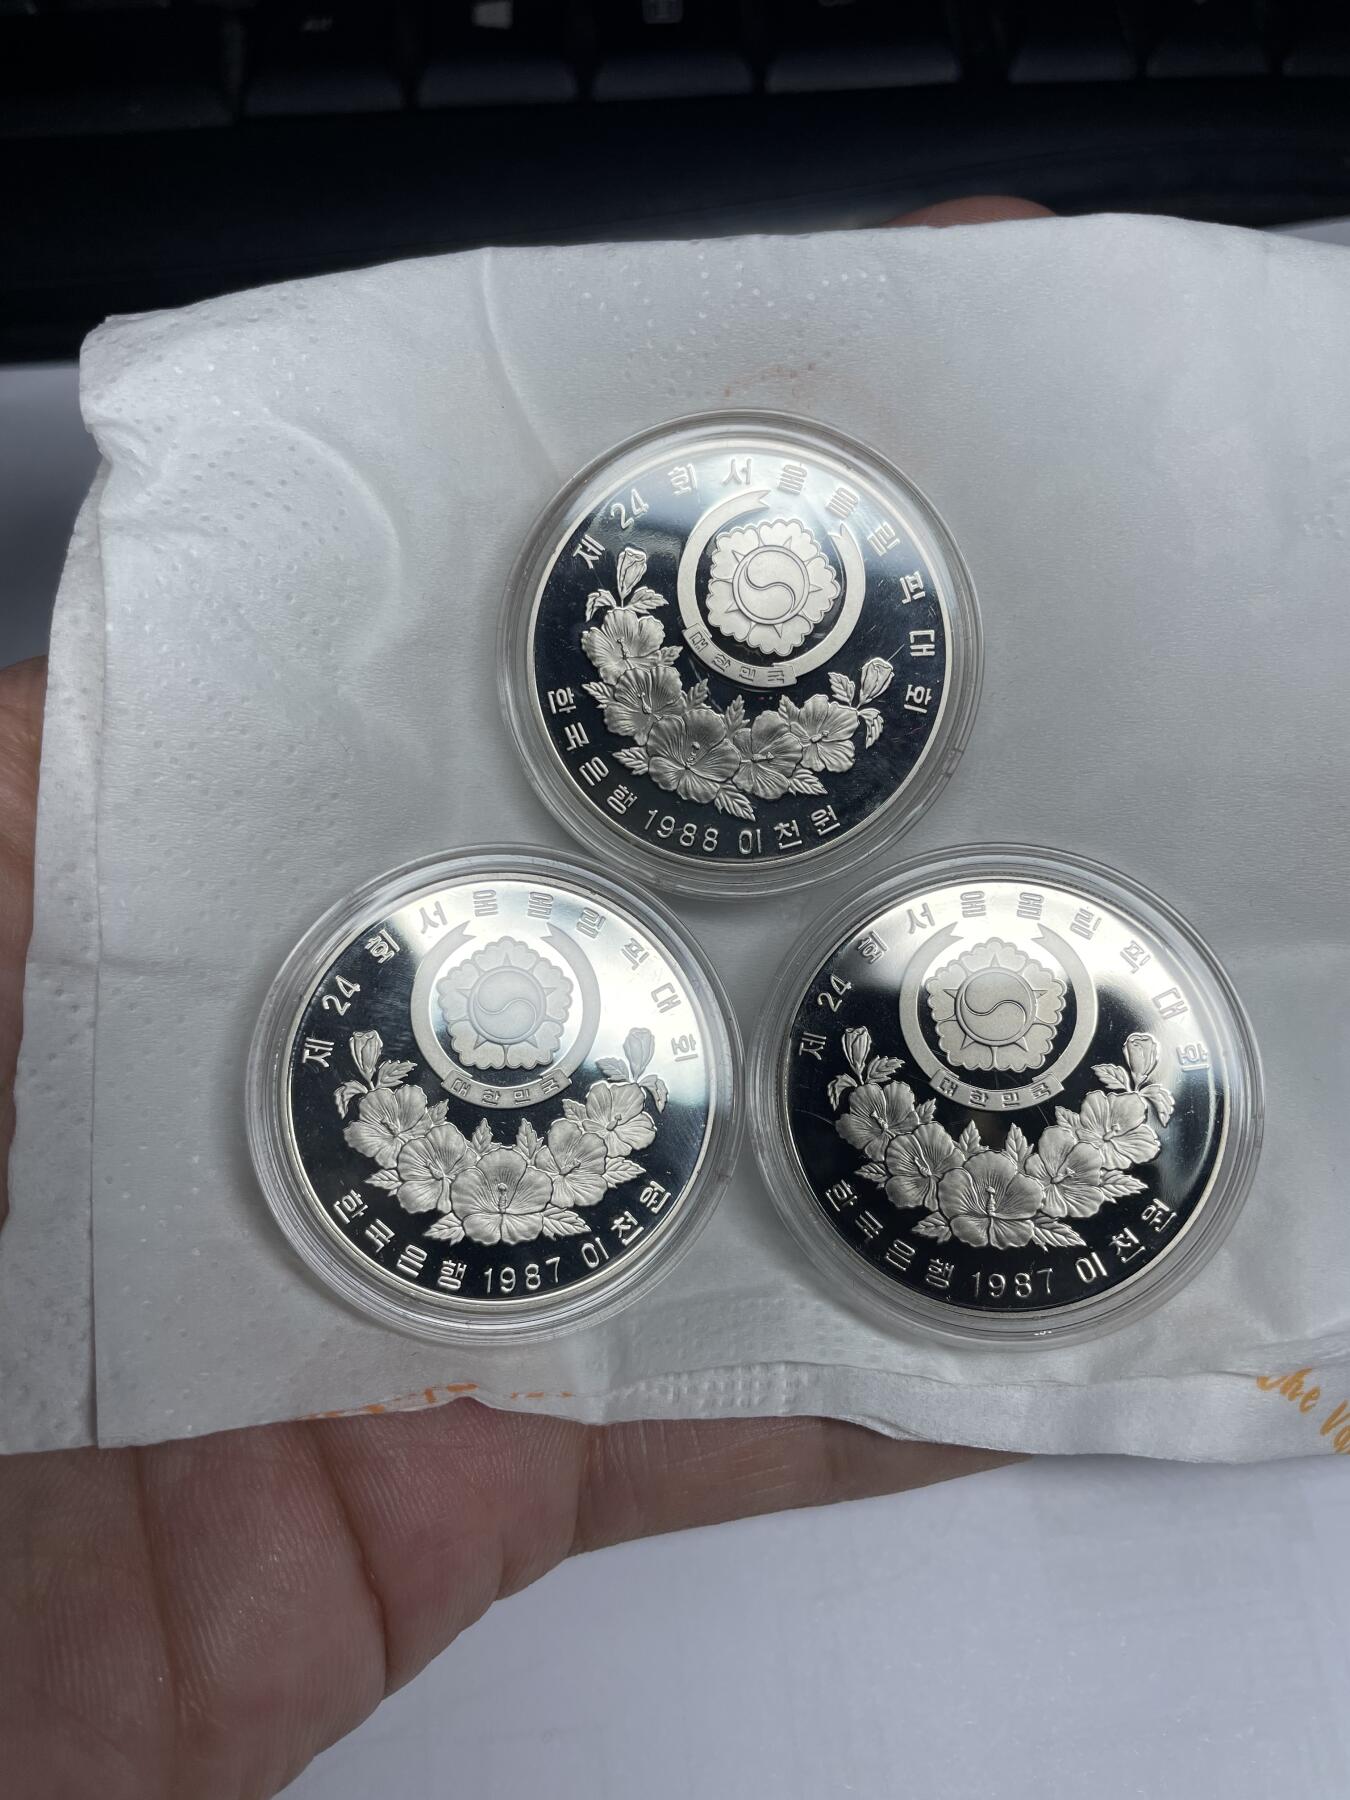 제 24 회 서울올림픽대회
대한민국
한국은행 1988 이천원
제 24 회 서울올림픽대회
대한민국
한국은행 1987 이천원
제 24 회 서울올림픽대회
대한민국
한국은행 1987 이천원
The